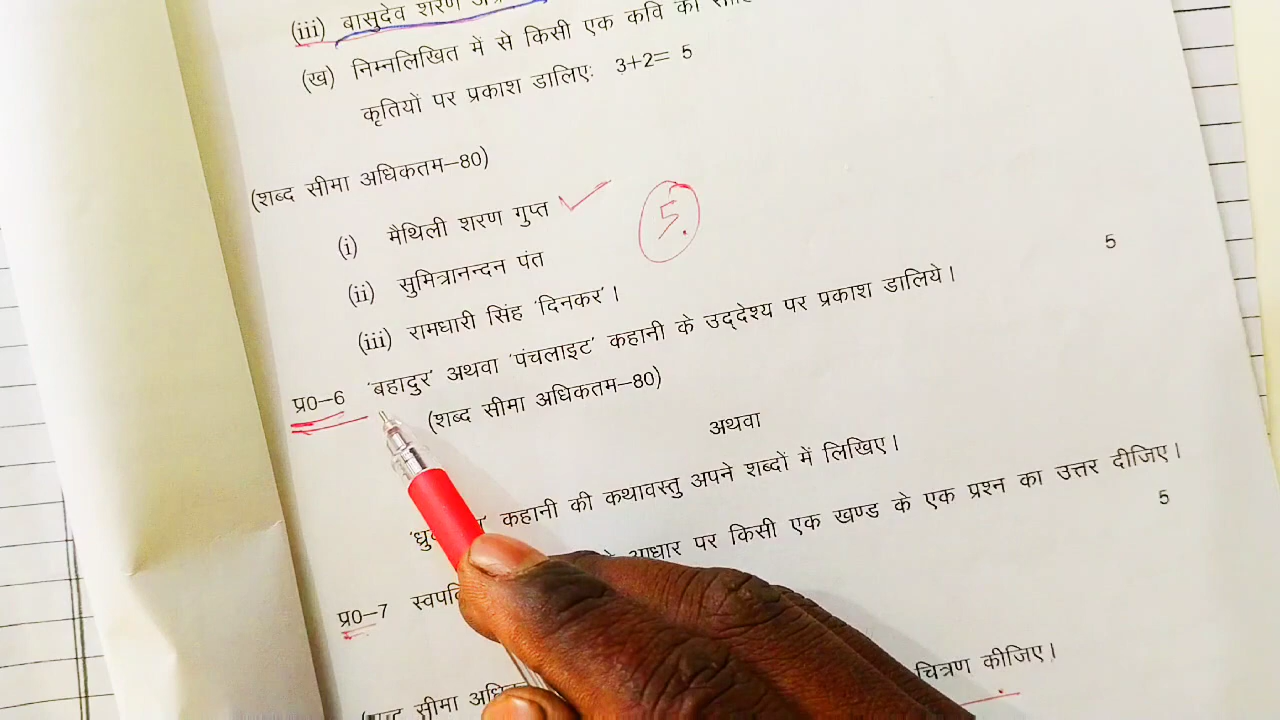 (iii) बासुदेव शरण
(ख) निम्नलिखित में से किसी एक कवि का
कृतियों पर प्रकाश डालिएः 3+2= 5
(शब्द सीमा अधिकतम–80)
(i) मैथिली शरण गुप्त
5.
(ii) सुमित्रानन्दन पंत
(iii) रामधारी सिंह 'दिनकर'।
प्र0–6 'बहादुर' अथवा 'पंचलाइट' कहानी के उद्देश्य पर प्रकाश डालिये। 5
(शब्द सीमा अधिकतम–80)
अथवा
कहानी की कथावस्तु अपने शब्दों में लिखिए।
प्र0–7 आधार पर किसी एक खण्ड के एक प्रश्न का उत्तर दीजिए। 5
सीमा चित्रण कीजिए।